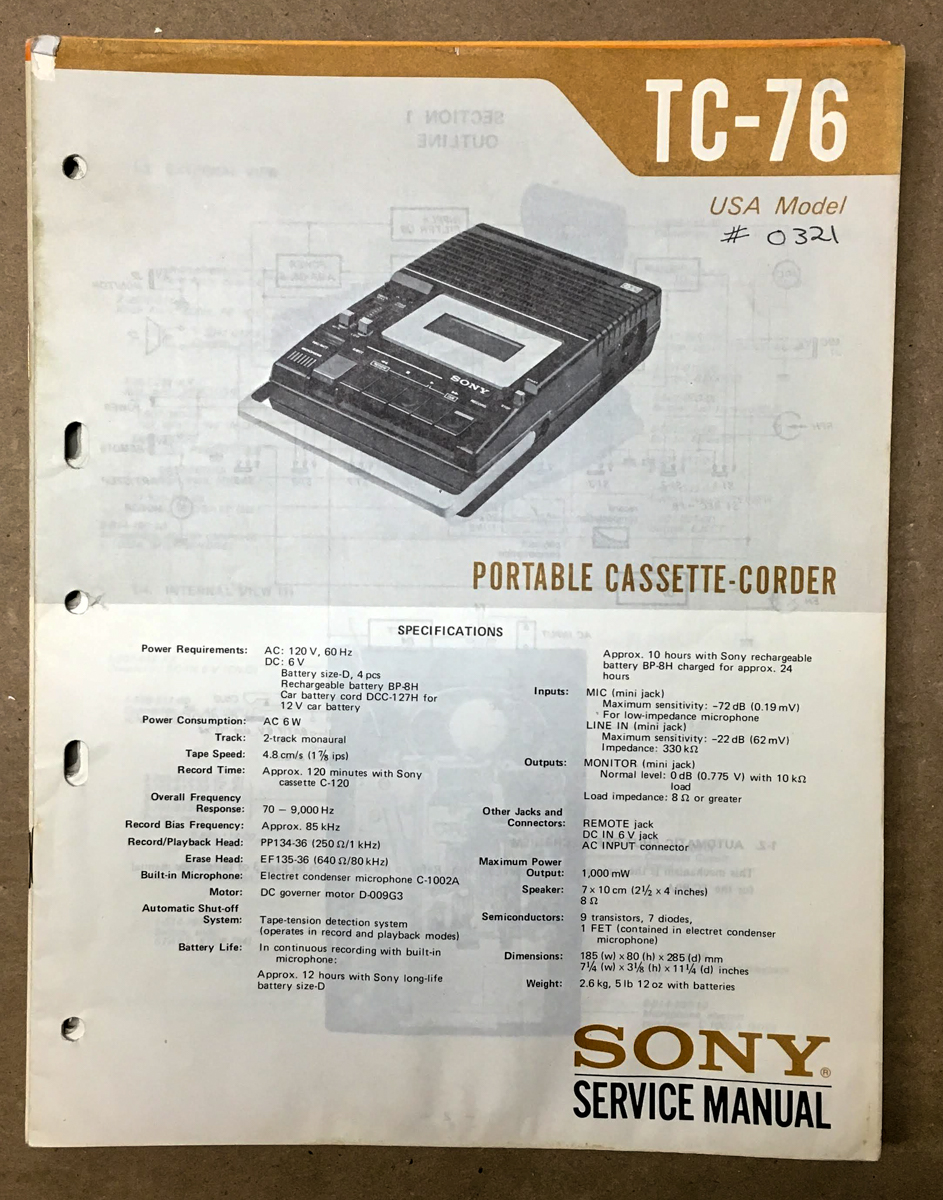 TC-76
USA Model
# 0321
SONY
PORTABLE CASSETTE-CORDER
SPECIFICATIONS
Power Requirements: AC: 120 V, 60 Hz
DC: 6 V
Battery size-D, 4 pcs
Rechargeable battery BP-8H
Car battery cord DCC-127H for
12 V car battery
Power Consumption: AC 6 W
Track: 2-track monaural
Tape Speed: 4.8 cm/s (1 7/8 ips)
Record Time: Approx. 120 minutes with Sony
cassette C-120
Overall Frequency
Response: 70 – 9,000 Hz
Record Bias Frequency: Approx. 85 kHz
Record/Playback Head: PP134-36 (250 Ω/1 kHz)
Erase Head: EF135-36 (640 Ω/80 kHz)
Built-in Microphone: Electret condenser microphone C-1002A
Motor: DC governer motor D-009G3
Automatic Shut-off
System: Tape-tension detection system
(operates in record and playback modes)
Battery Life: In continuous recording with built-in
microphone:
Approx. 12 hours with Sony long-life
battery size-D
Approx. 10 hours with Sony rechargeable
battery BP-8H charged for approx. 24
hours
Inputs: MIC (mini jack)
Maximum sensitivity: –72 dB (0.19 mV)
For low-impedance microphone
LINE IN (mini jack)
Maximum sensitivity: –22 dB (62 mV)
Impedance: 330 kΩ
Outputs: MONITOR (mini jack)
Normal level: 0 dB (0.775 V) with 10 kΩ
load
Load impedance: 8 Ω or greater
Other Jacks and
Connectors: REMOTE jack
DC IN 6 V jack
AC INPUT connector
Maximum Power
Output: 1,000 mW
Speaker: 7 x 10 cm (2 1/2 x 4 inches)
8 Ω
Semiconductors: 9 transistors, 7 diodes,
1 FET (contained in electret condenser
microphone)
Dimensions: 185 (w) x 80 (h) x 285 (d) mm
7 1/4 (w) x 3 1/8 (h) x 11 1/4 (d) inches
Weight: 2.6 kg, 5 lb 12 oz with batteries
SONY®
SERVICE MANUAL